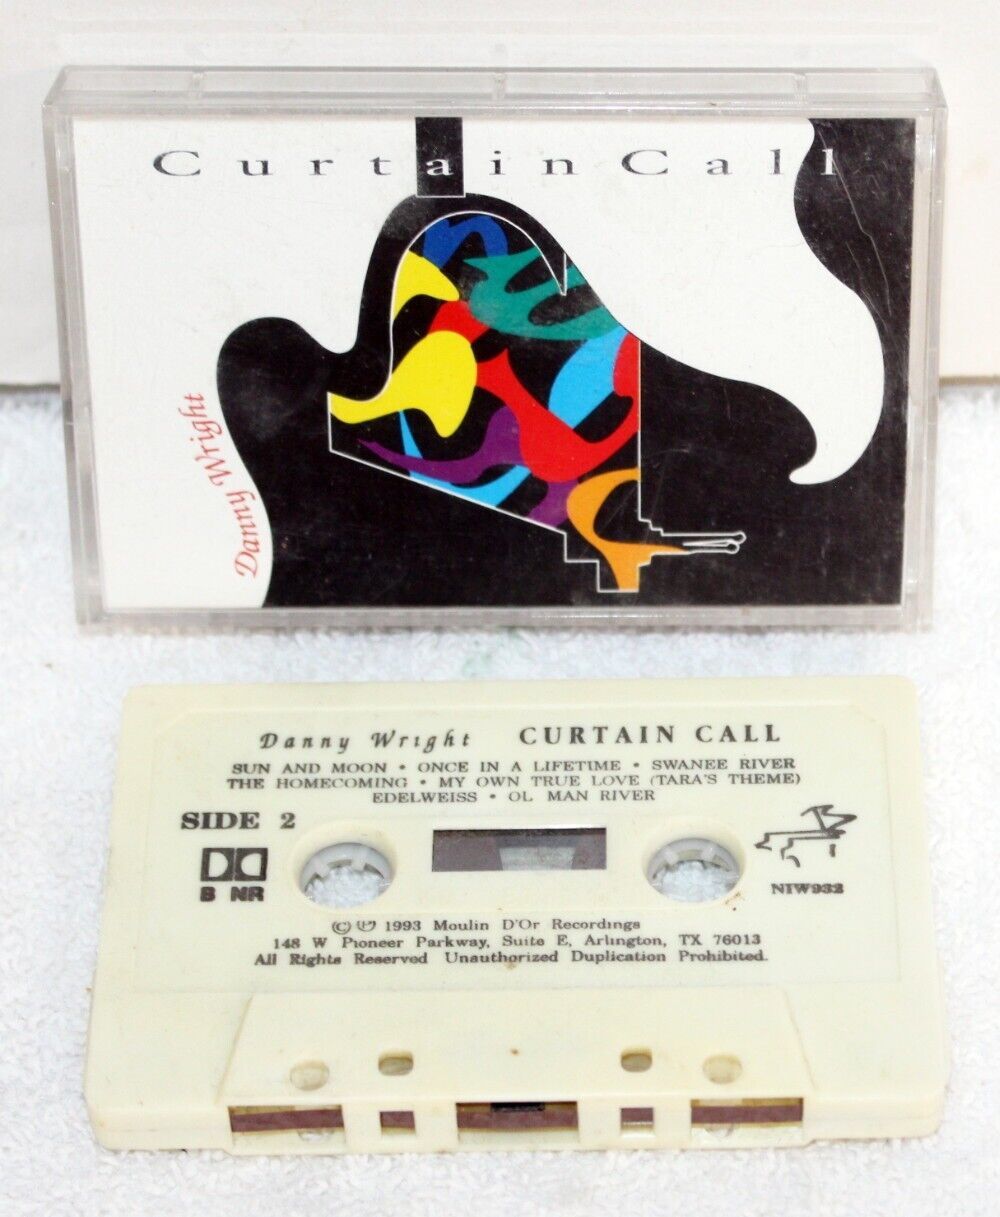 Curtain Call
Danny Wright
Danny Wright CURTAIN CALL
SUN AND MOON • ONCE IN A LIFETIME • SWANEE RIVER
THE HOMECOMING • MY OWN TRUE LOVE (TARA'S THEME)
EDELWEISS • OL MAN RIVER
SIDE 2
B NR
NIW932
© ℗ 1993 Moulin D'Or Recordings
148 W Pioneer Parkway, Suite E, Arlington, TX 76013
All Rights Reserved Unauthorized Duplication Prohibited.